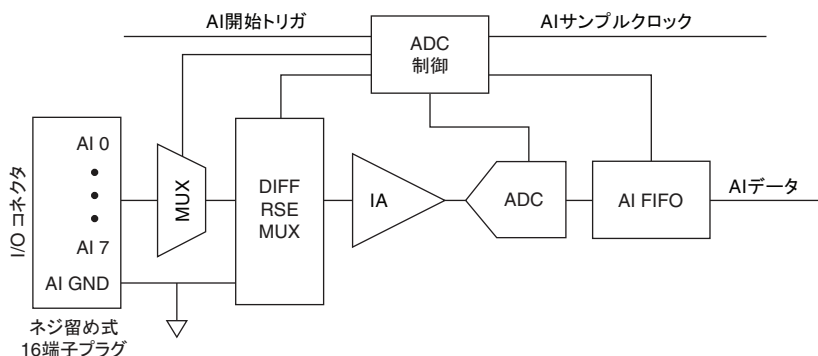 AI開始トリガ
ADC
制御
AIサンプルクロック
I/O コネクタ
AI 0
AI 7
AI GND
ネジ留め式
16端子プラグ
MUX
DIFF
RSE
MUX
IA
ADC
AI FIFO
AIデータ